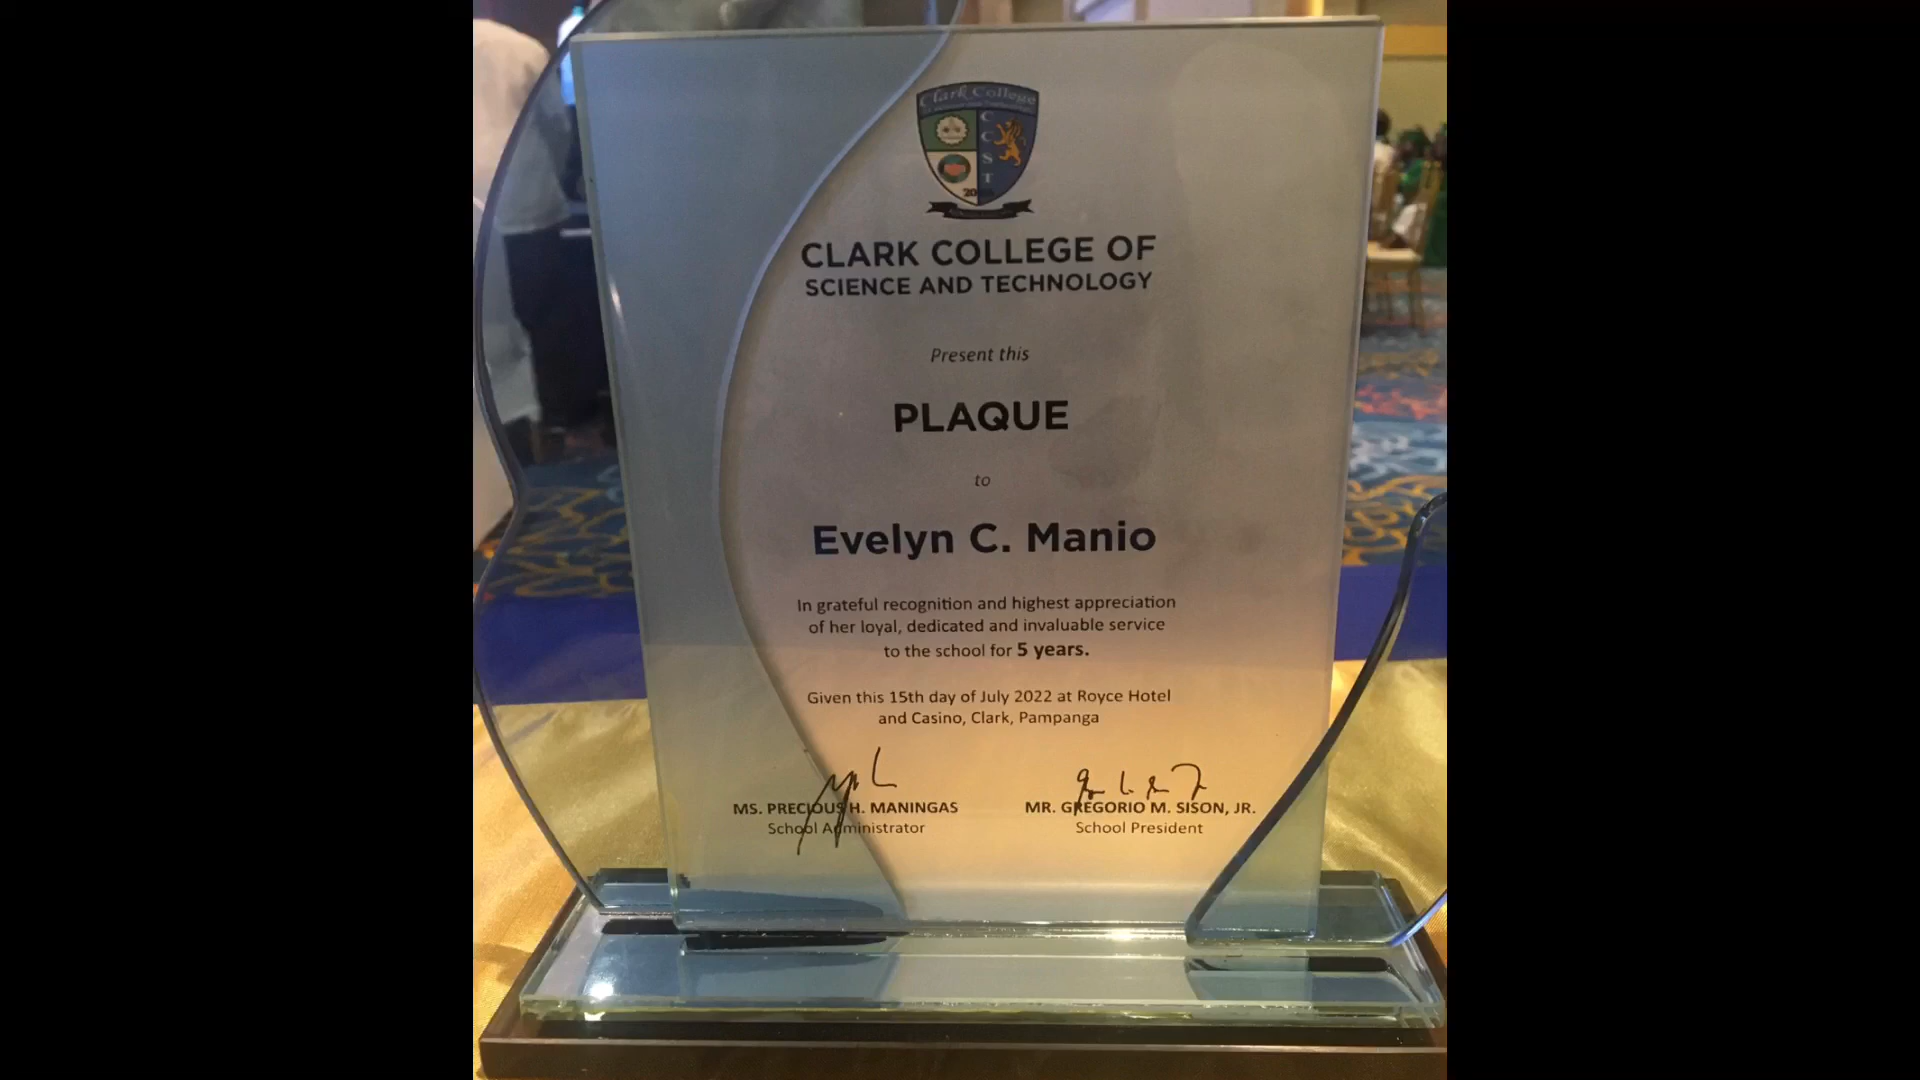 Clark College
C
C
S
T
CLARK COLLEGE OF
SCIENCE AND TECHNOLOGY
Present this
PLAQUE
to
Evelyn C. Manio
In grateful recognition and highest appreciation
of her loyal, dedicated and invaluable service
to the school for 5 years.
Given this 15th day of July 2022 at Royce Hotel
and Casino, Clark, Pampanga
MS. PRECIOUS H. MANINGAS
School Administrator
MR. GREGORIO M. SISON, JR.
School President